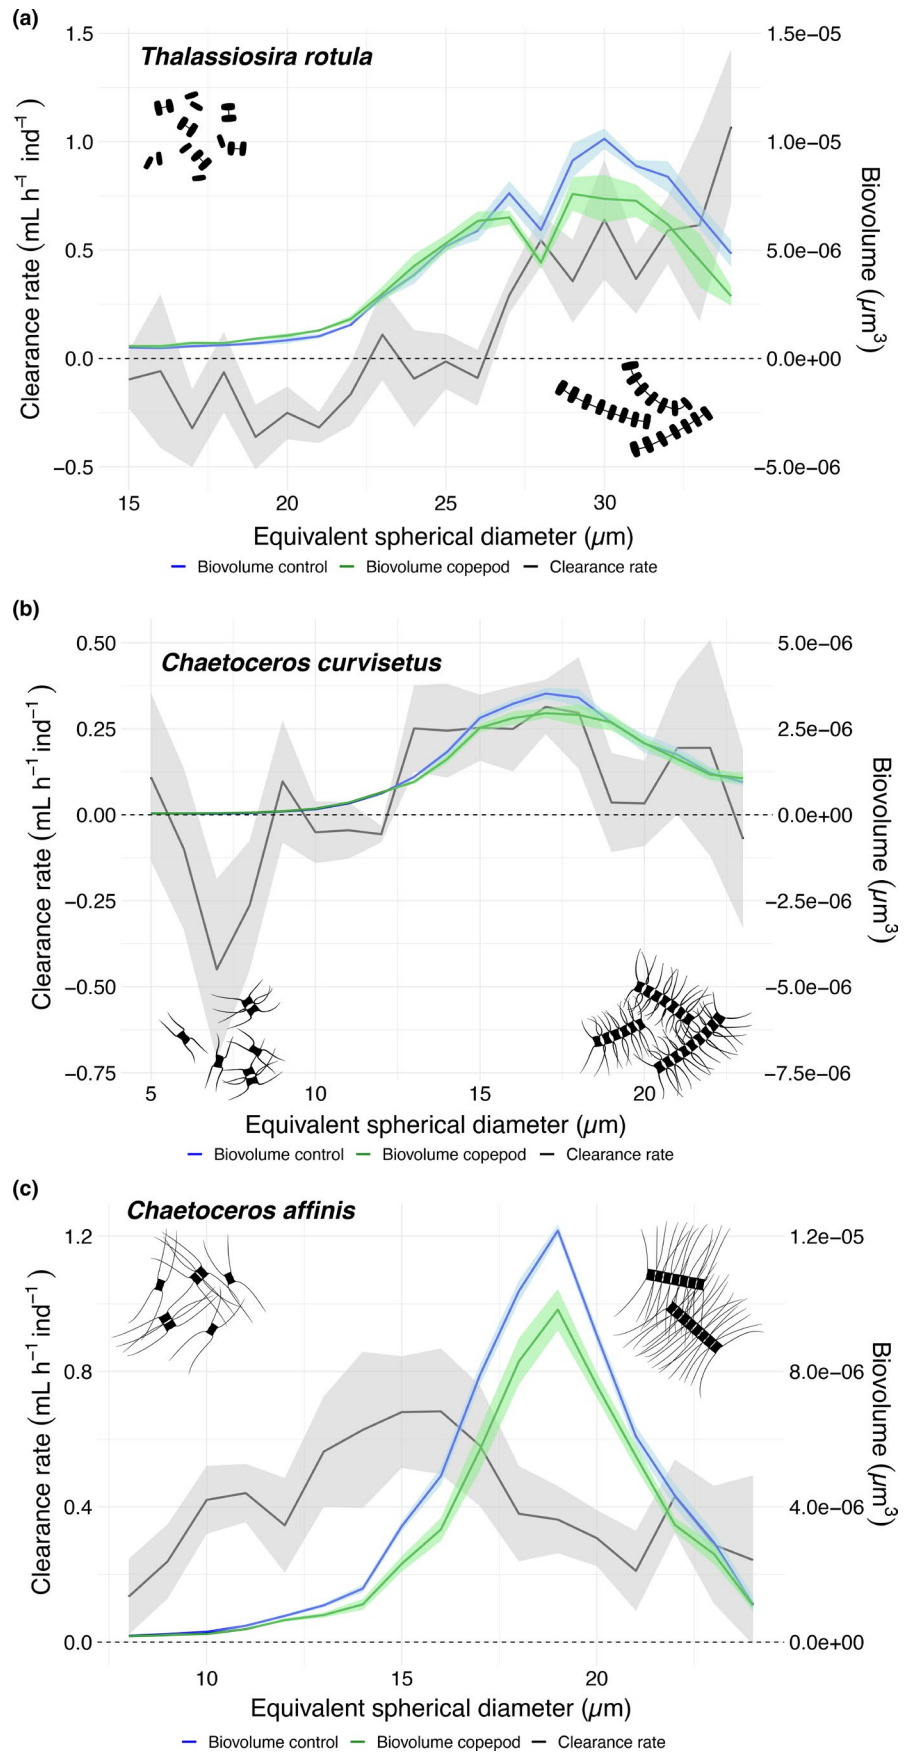 (a)
Thalassiosira rotula
1.5
1.0
0.5
0.0
−0.5
Clearance rate (mL h⁻¹ ind⁻¹)
1.5e−05
1.0e−05
5.0e−06
0.0e+00
−5.0e−06
Biovolume (µm³)
15 20 25 30
Equivalent spherical diameter (µm)
Biovolume control Biovolume copepod Clearance rate
(b)
Chaetoceros curvisetus
0.50
0.25
0.00
−0.25
−0.50
−0.75
Clearance rate (mL h⁻¹ ind⁻¹)
5.0e−06
2.5e−06
0.0e+00
−2.5e−06
−5.0e−06
−7.5e−06
Biovolume (µm³)
5 10 15 20
Equivalent spherical diameter (µm)
Biovolume control Biovolume copepod Clearance rate
(c)
Chaetoceros affinis
1.2
0.8
0.4
0.0
Clearance rate (mL h⁻¹ ind⁻¹)
1.2e−05
8.0e−06
4.0e−06
0.0e+00
Biovolume (µm³)
10 15 20
Equivalent spherical diameter (µm)
Biovolume control Biovolume copepod Clearance rate